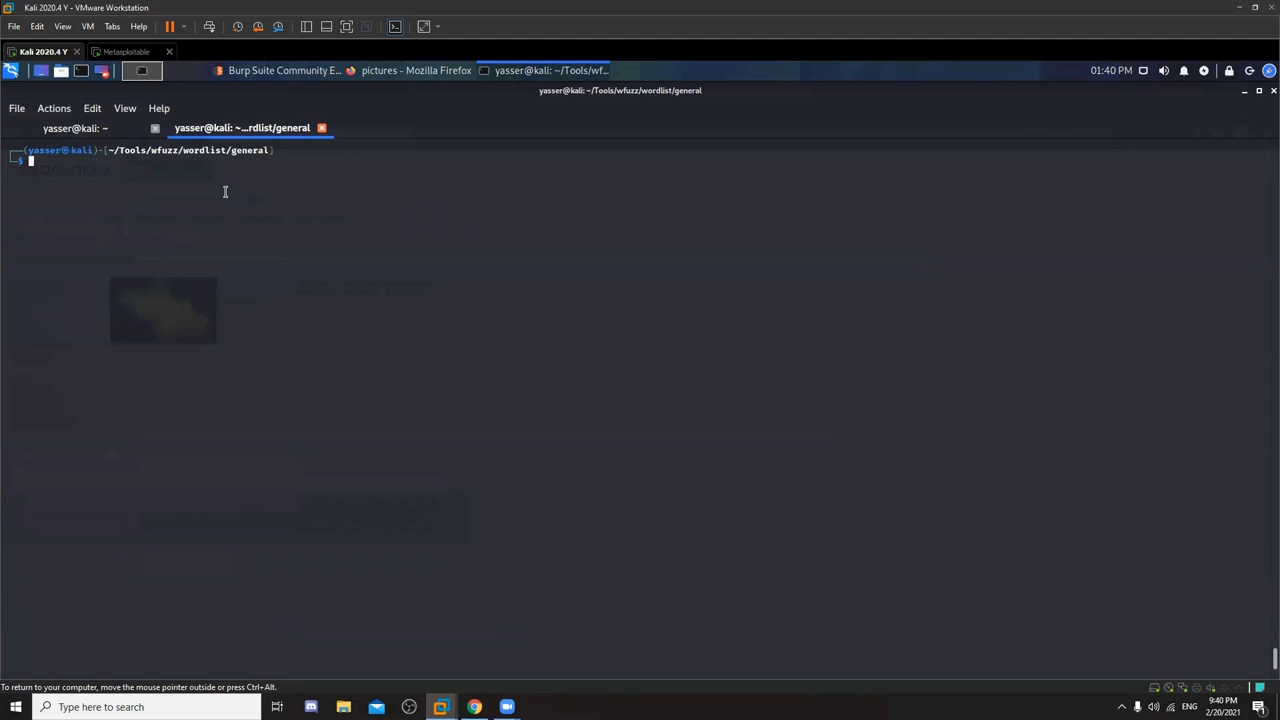 Kali 2020.4 Y - VMware Workstation
File Edit View VM Tabs Help
Kali 2020.4 Y Metasploitable
Burp Suite Community E... pictures - Mozilla Firefox yasser@kali: ~/Tools/wf... 01:40 PM
yasser@kali: ~/Tools/wfuzz/wordlist/general
File Actions Edit View Help
yasser@kali: ~ yasser@kali: ~...rdlist/general
(yasser㉿kali)-[~/Tools/wfuzz/wordlist/general]
$
To return to your computer, move the mouse pointer outside or press Ctrl+Alt.
Type here to search
ENG
9:40 PM
2/20/2021